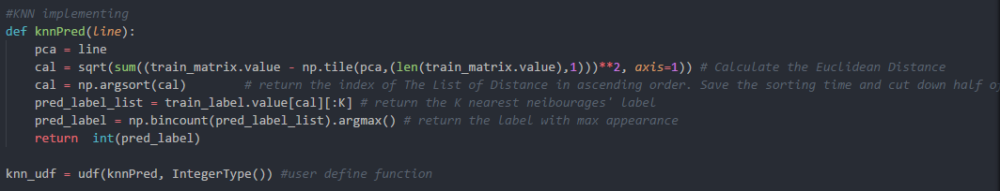 #KNN implementing
def knnPred(line):
    pca = line
    cal = sqrt(sum((train_matrix.value - np.tile(pca,(len(train_matrix.value),1)))**2, axis=1)) # Calculate the Euclidean Distance
    cal = np.argsort(cal)        # return the index of The List of Distance in ascending order. Save the sorting time and cut down half of
    pred_label_list = train_label.value[cal][:K] # return the K nearest neibourages' label
    pred_label = np.bincount(pred_label_list).argmax() # return the label with max appearance
    return  int(pred_label)
knn_udf = udf(knnPred, IntegerType()) #user define function